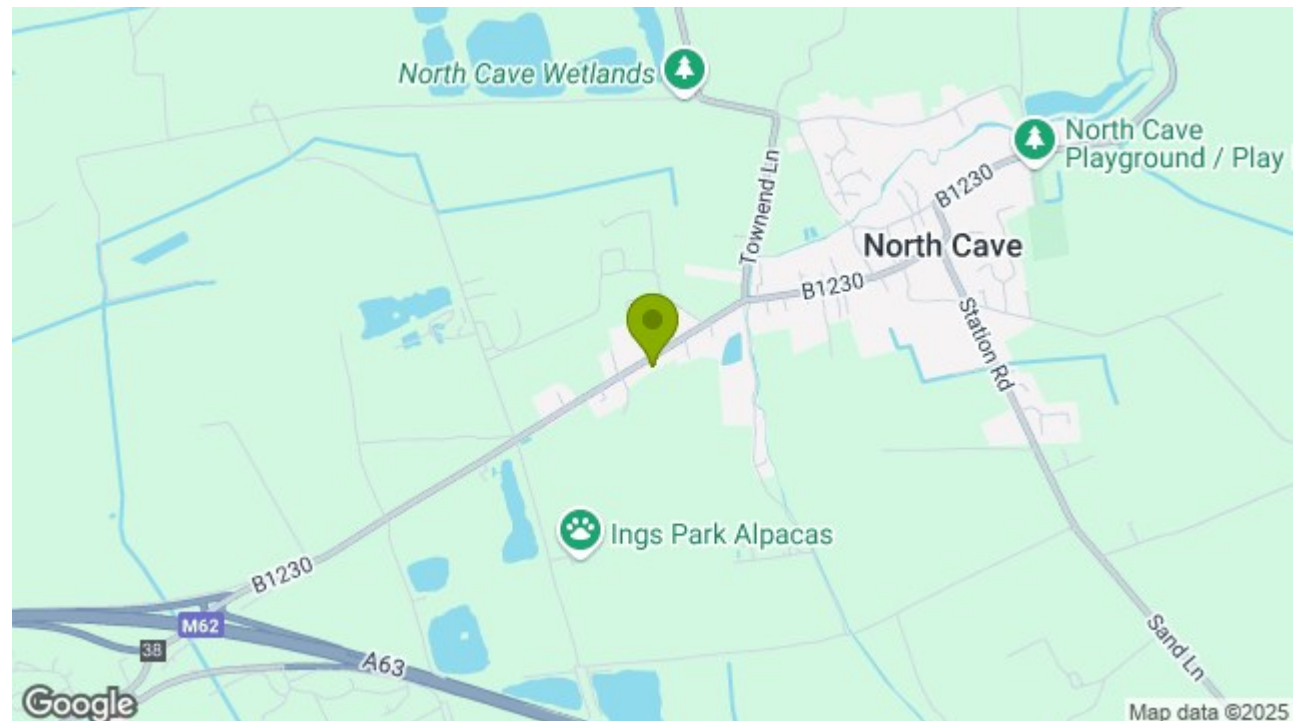 North Cave Wetlands
North Cave
Playground / Play
Townend Ln
B1230
North Cave
B1230
Station Rd
Ings Park Alpacas
B1230
M62
38
A63
Sand Ln
Google
Map data ©2025